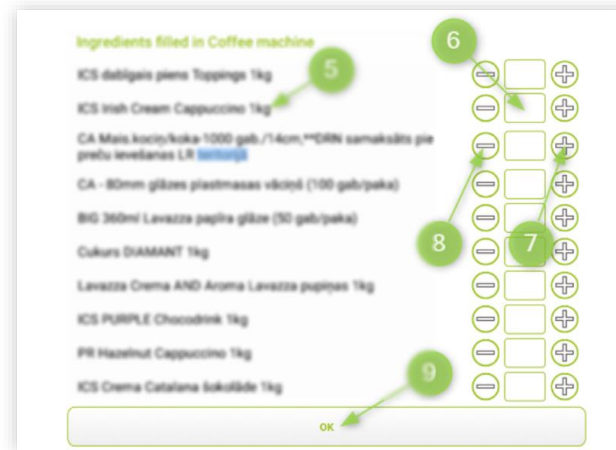 Ingredients filled in Coffee machine
6
5
ICS dabīgais piens Toppings 1kg
ICS Irish Cream Cappuccino 1kg
CA Mais.kociņ/koka-1000 gab./14cm,**DRN samaksāts pie
preču ievešanas LR teritorijā
CA - 80mm glāzes plastmasas vāciņš (100 gab/paka)
BIG 360ml Lavazza papīra glāze (50 gab/paka)
8
7
Cukurs DIAMANT 1kg
Lavazza Crema AND Aroma Lavazza pupiņas 1kg
ICS PURPLE Chocodrink 1kg
PR Hazelnut Cappuccino 1kg
9
ICS Crema Catalana šokolāde 1kg
OK